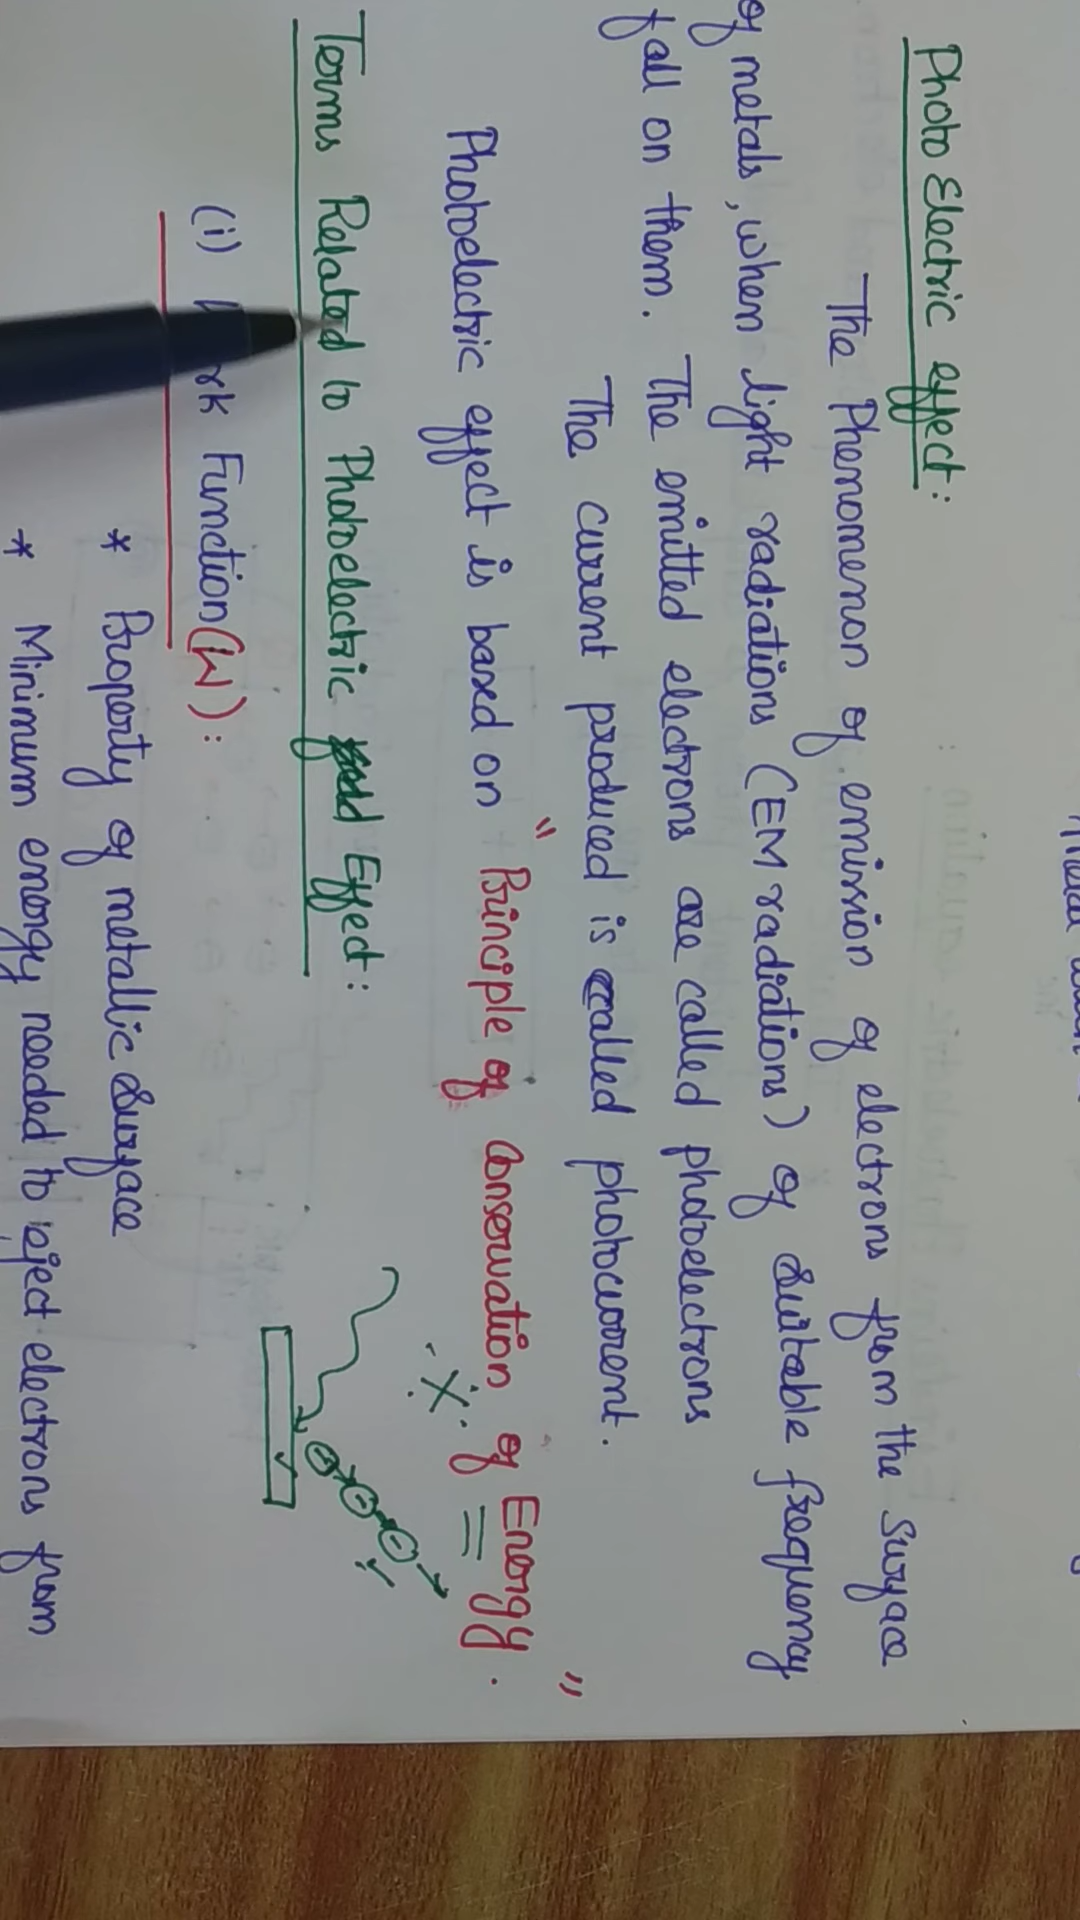 Photo Electric effect:
The Phenomenon of emission of electrons from the surface
of metals, when light radiations (EM radiations) of suitable frequency
fall on them. The emitted electrons are called photoelectrons
The current produced is called photocurrent.
Photoelectric effect is based on "Principle of Conservation of Energy."
Terms Related to Photoelectric Effect:
(i) Function (W):
* Property of metallic surface
* Minimum energy needed to eject electrons from